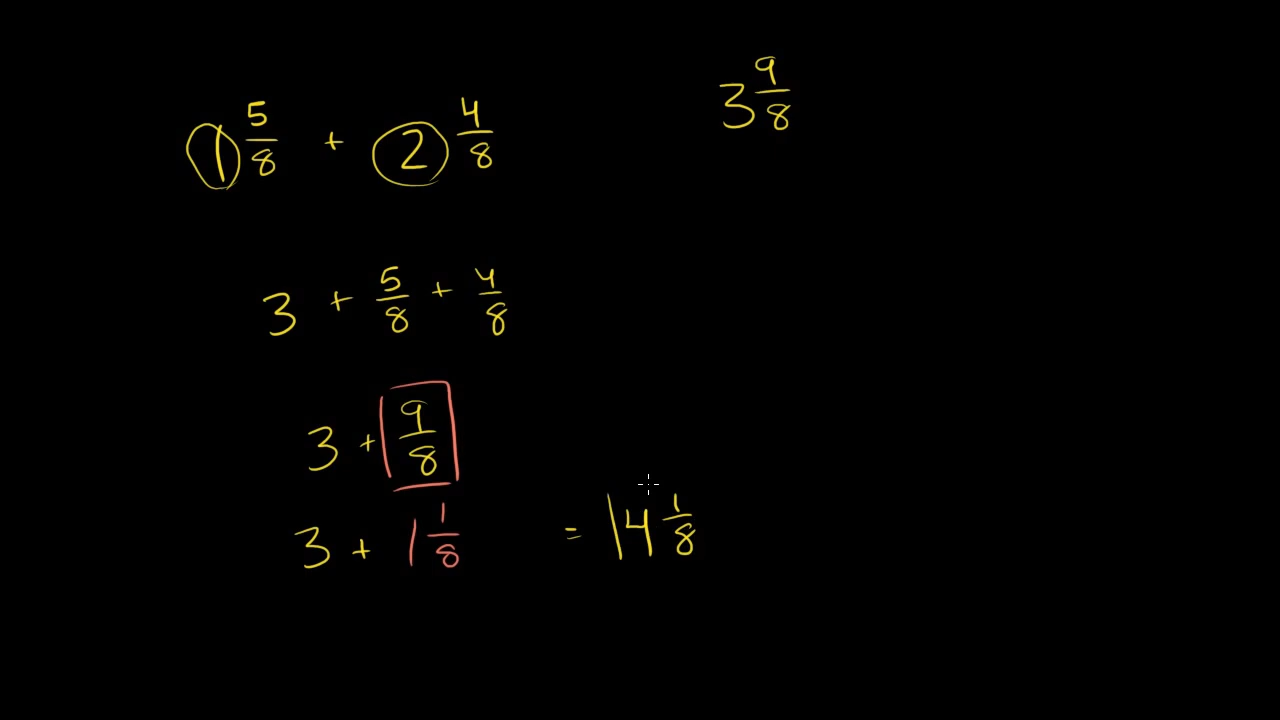 1 5/8 + 2 4/8
3 9/8
3 + 5/8 + 4/8
3 + 9/8
3 + 1 1/8 = 4 1/8